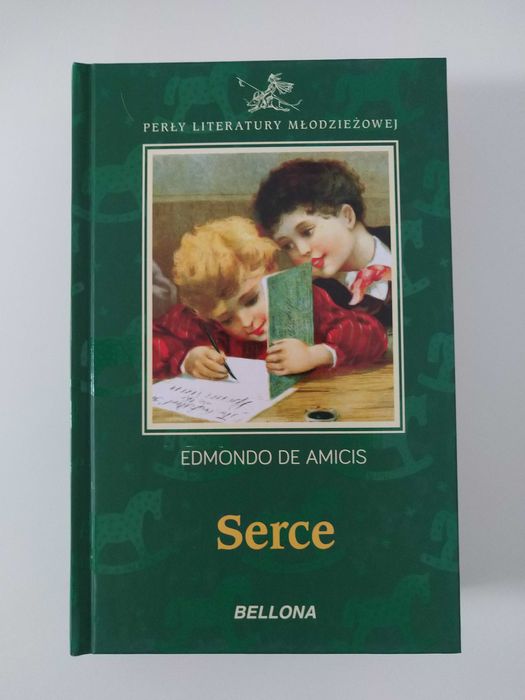 PERŁY LITERATURY MŁODZIEŻOWEJ
EDMONDO DE AMICIS
Serce
BELLONA